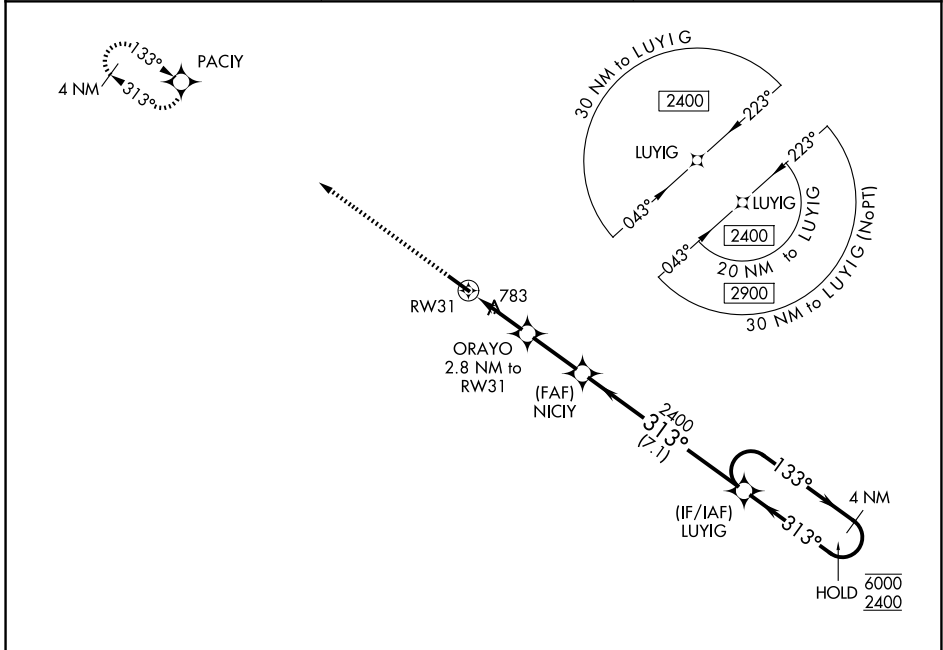 PACIY
133°
313°
4 NM
30 NM to LUYIG
2400
223°
LUYIG
043°
223°
LUYIG
2400
043°
20 NM to LUYIG
2900
30 NM to LUYIG (NoPT)
783
RW31
ORAYO
2.8 NM to
RW31
(FAF)
NICIY
2400
313°
(7.1)
133°
4 NM
313°
(IF/IAF)
LUYIG
HOLD
6000
2400